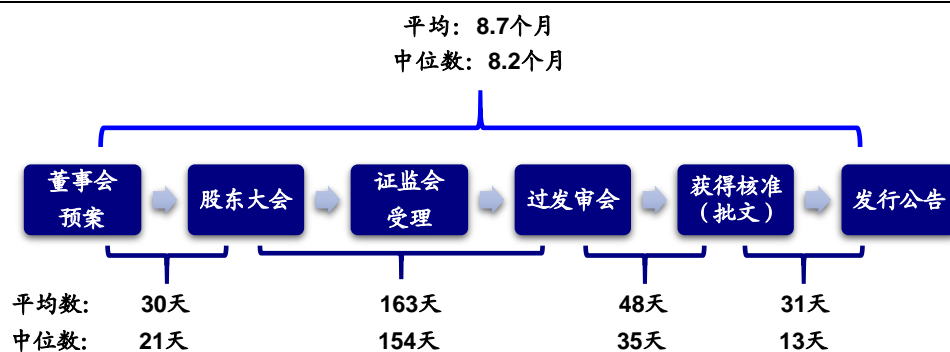 平均：8.7个月
中位数：8.2个月
董事会
预案
股东大会
证监会
受理
过发审会
获得核准
（批文）
发行公告
平均数： 30天 163天 48天 31天
中位数： 21天 154天 35天 13天